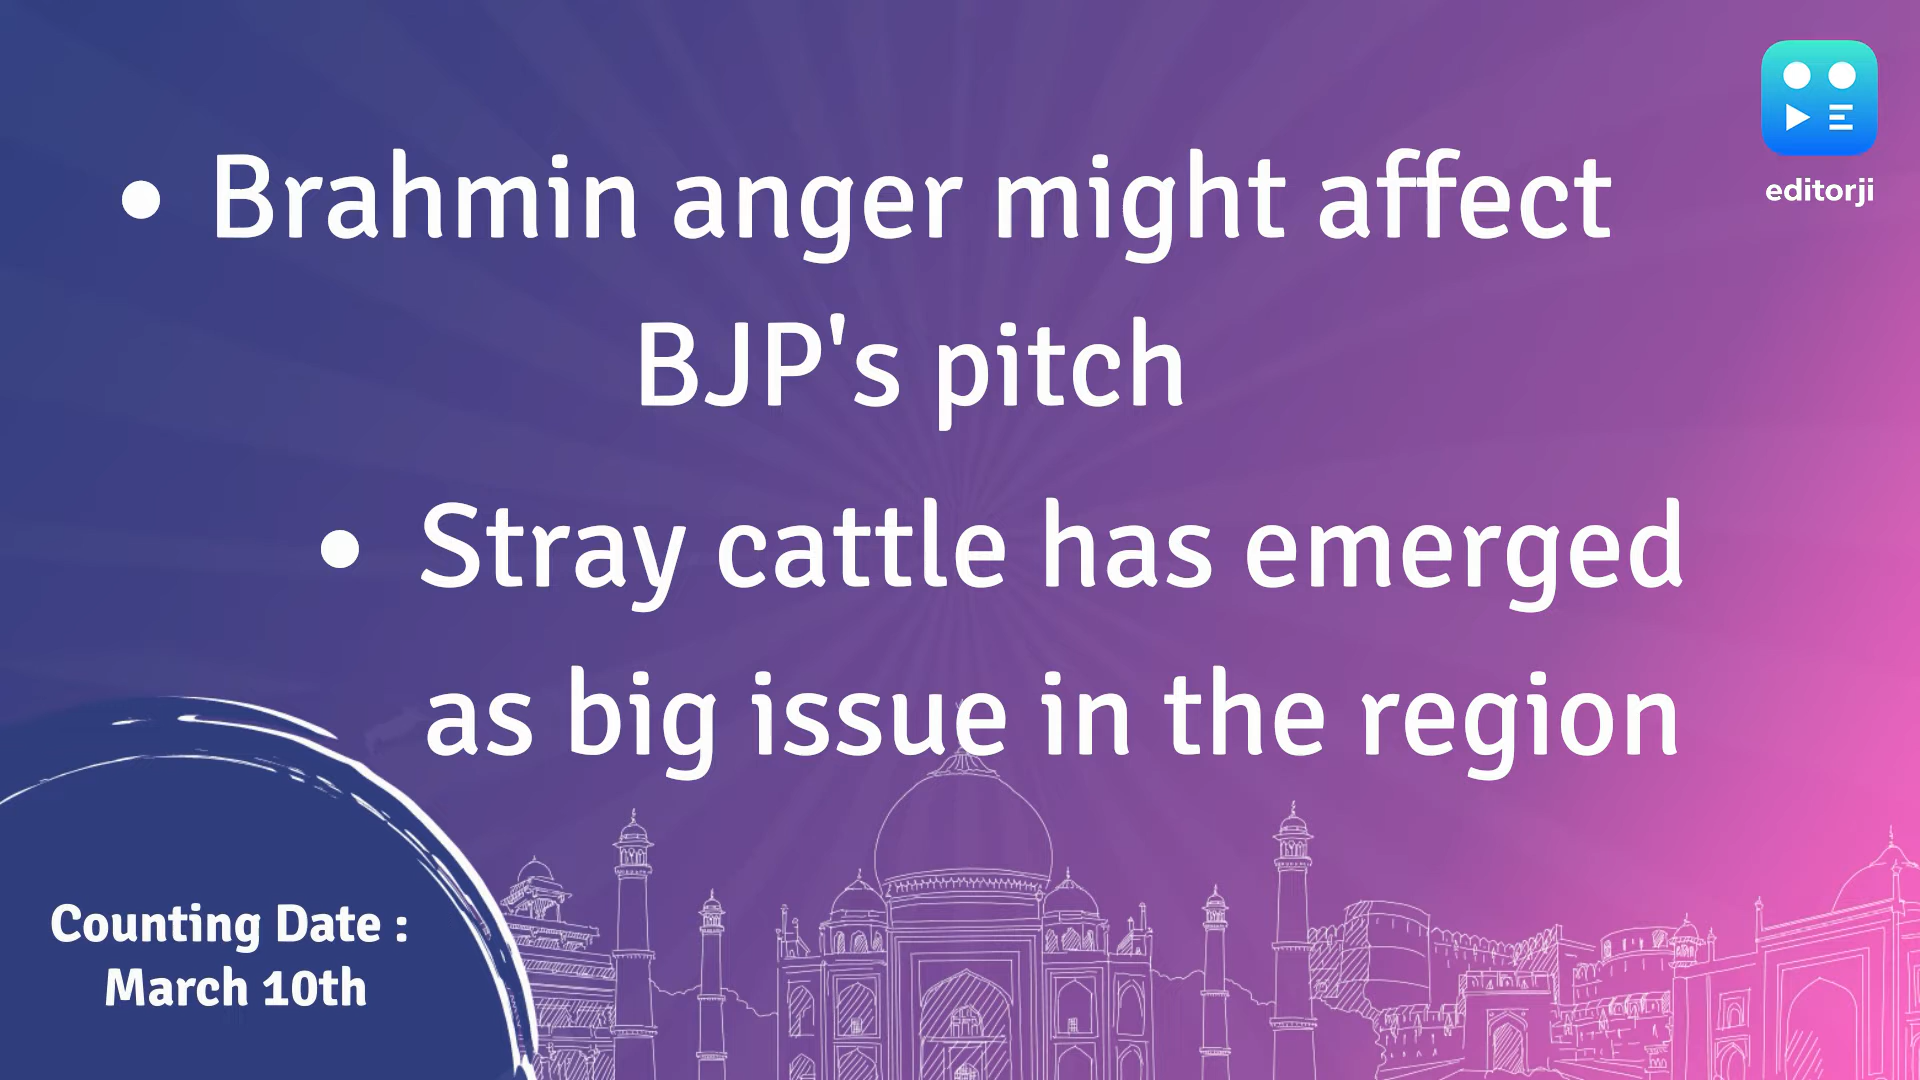 • Brahmin anger might affect
BJP's pitch
• Stray cattle has emerged
as big issue in the region
editorji
Counting Date :
March 10th